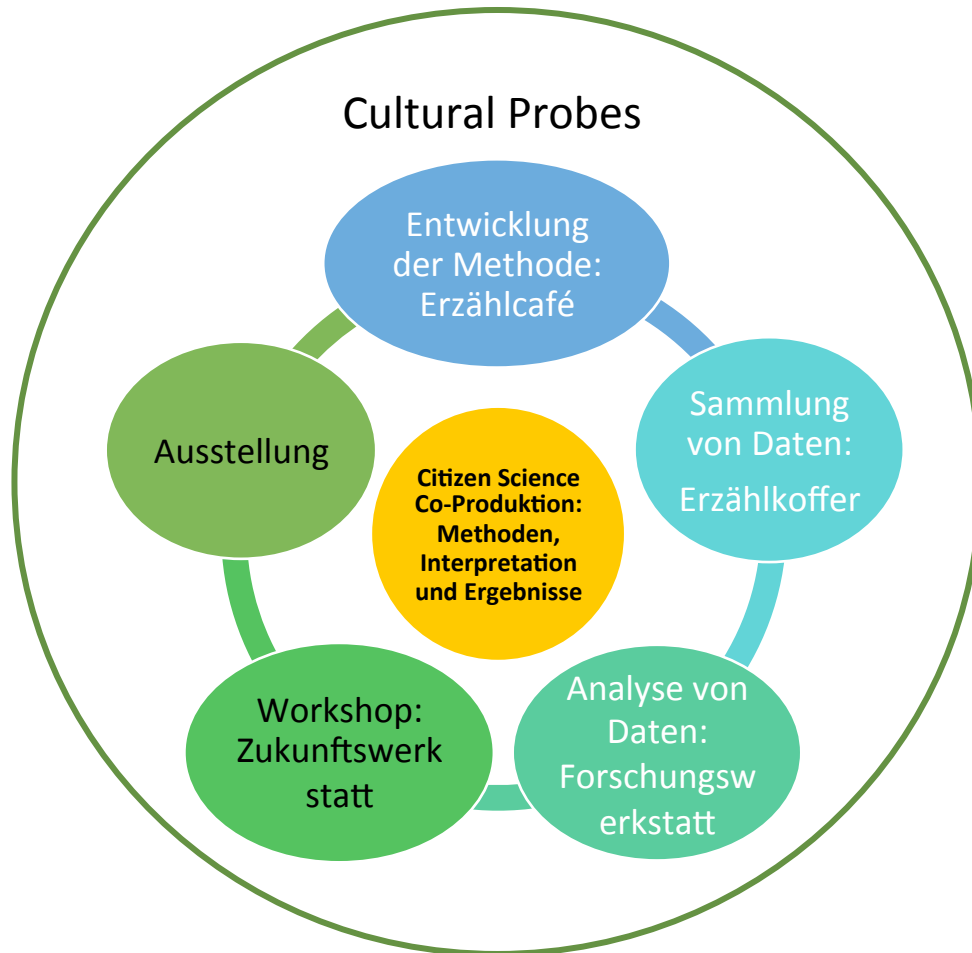 Cultural Probes
Entwicklung
der Methode:
Erzählcafé
Sammlung
von Daten:
Erzählkoffer
Analyse von
Daten:
Forschungsw
erkstatt
Workshop:
Zukunftswerk
statt
Ausstellung
Citizen Science
Co-Produktion:
Methoden,
Interpretation
und Ergebnisse